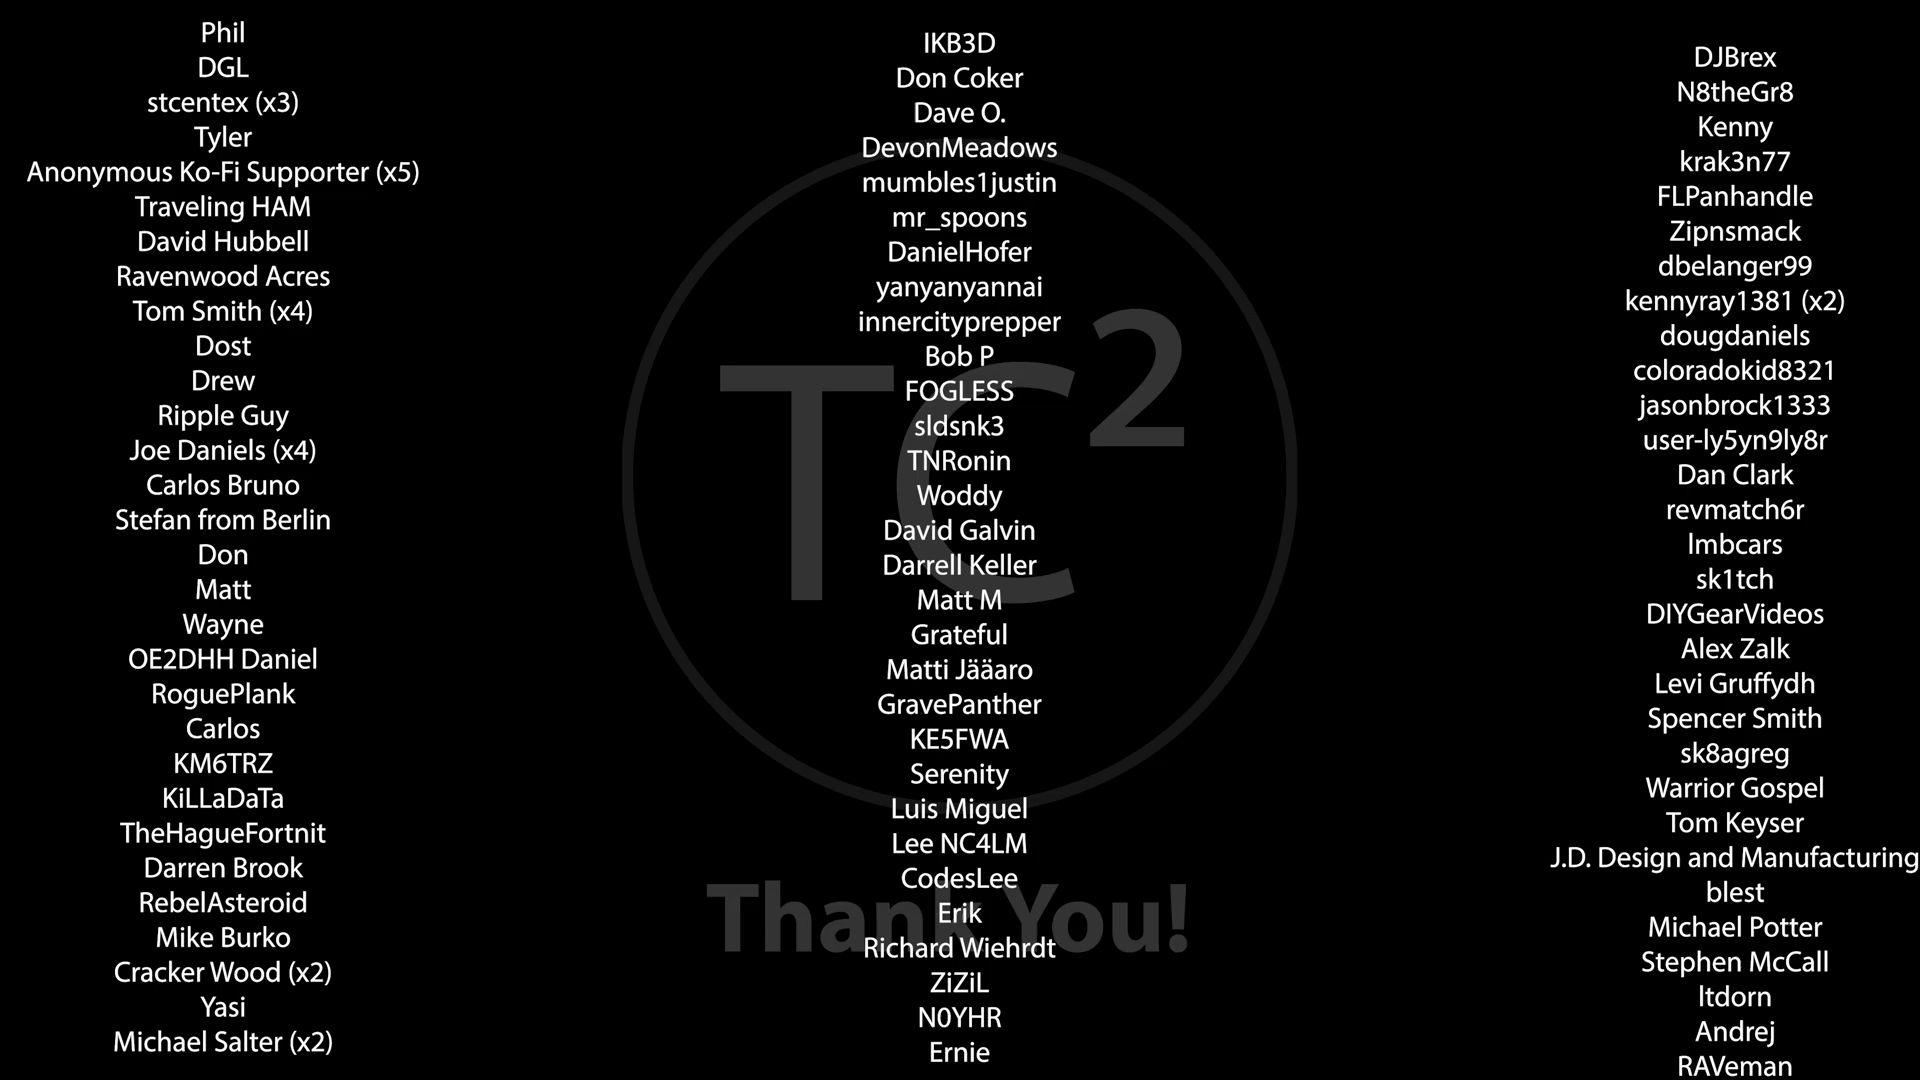 Phil
DGL
stcentex (x3)
Tyler
Anonymous Ko-Fi Supporter (x5)
Traveling HAM
David Hubbell
Ravenwood Acres
Tom Smith (x4)
Dost
Drew
Ripple Guy
Joe Daniels (x4)
Carlos Bruno
Stefan from Berlin
Don
Matt
Wayne
OE2DHH Daniel
RoguePlank
Carlos
KM6TRZ
KiLLaDaTa
TheHagueFortnit
Darren Brook
RebelAsteroid
Mike Burko
Cracker Wood (x2)
Yasi
Michael Salter (x2)
IKB3D
Don Coker
Dave O.
DevonMeadows
mumbles1justin
mr_spoons
DanielHofer
yanyanyannai
innercityprepper
Bob P
FOGLESS
sldsnk3
TNRonin
Woddy
David Galvin
Darrell Keller
Matt M
Grateful
Matti Jääaro
GravePanther
KE5FWA
Serenity
Luis Miguel
Lee NC4LM
CodesLee
Erik
Richard Wiehrdt
ZiZiL
N0YHR
Ernie
DJBrex
N8theGr8
Kenny
krak3n77
FLPanhandle
Zipnsmack
dbelanger99
kennyray1381 (x2)
dougdaniels
coloradokid8321
jasonbrock1333
user-ly5yn9ly8r
Dan Clark
revmatch6r
lmbcars
sk1tch
DIYGearVideos
Alex Zalk
Levi Gruffydh
Spencer Smith
sk8agreg
Warrior Gospel
Tom Keyser
J.D. Design and Manufacturing
blest
Michael Potter
Stephen McCall
ltdorn
Andrej
RAVeman
TC²
Thank You!